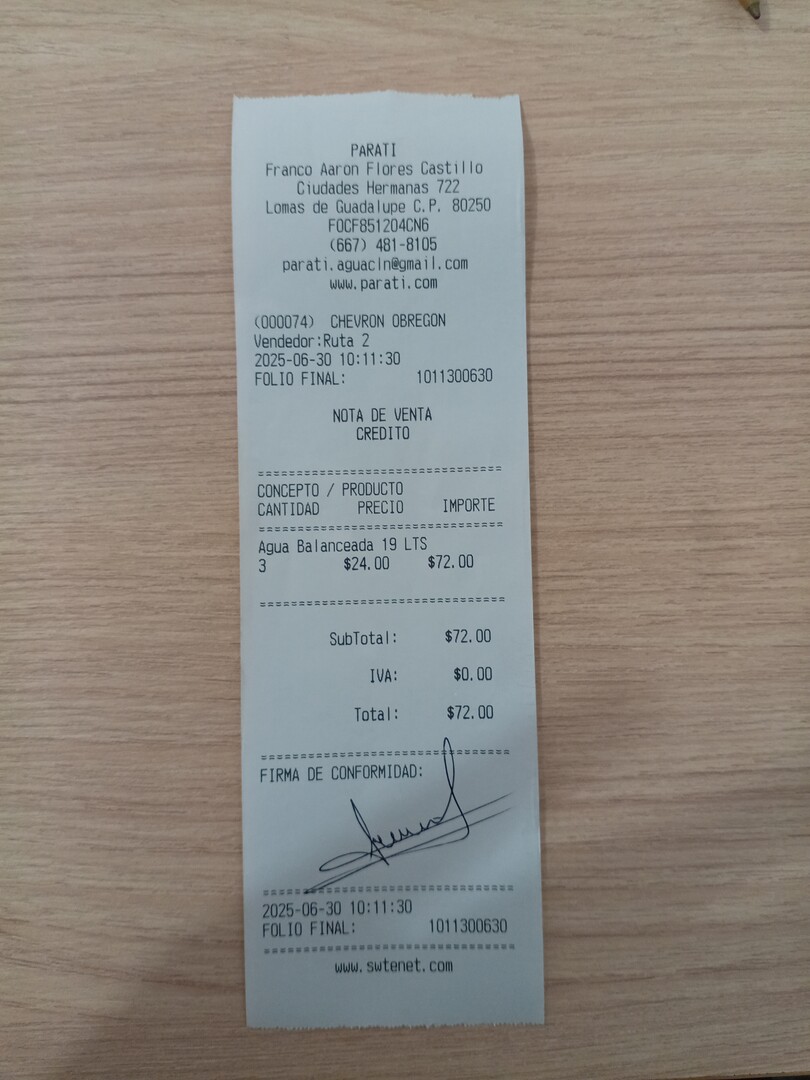 PARATI
Franco Aaron Flores Castillo
Ciudades Hermanas 722
Lomas de Guadalupe C.P. 80250
FOCF851204CN6
(667) 481-8105
parati.aguacln@gmail.com
www.parati.com
(000074) CHEVRON OBREGON
Vendedor:Ruta 2
2025-06-30 10:11:30
FOLIO FINAL: 1011300630
NOTA DE VENTA
CREDITO
================================
CONCEPTO / PRODUCTO
CANTIDAD PRECIO IMPORTE
================================
Agua Balanceada 19 LTS
3 $24.00 $72.00
================================
SubTotal: $72.00
IVA: $0.00
Total: $72.00
================================
FIRMA DE CONFORMIDAD:
================================
2025-06-30 10:11:30
FOLIO FINAL: 1011300630
================================
www.swtenet.com